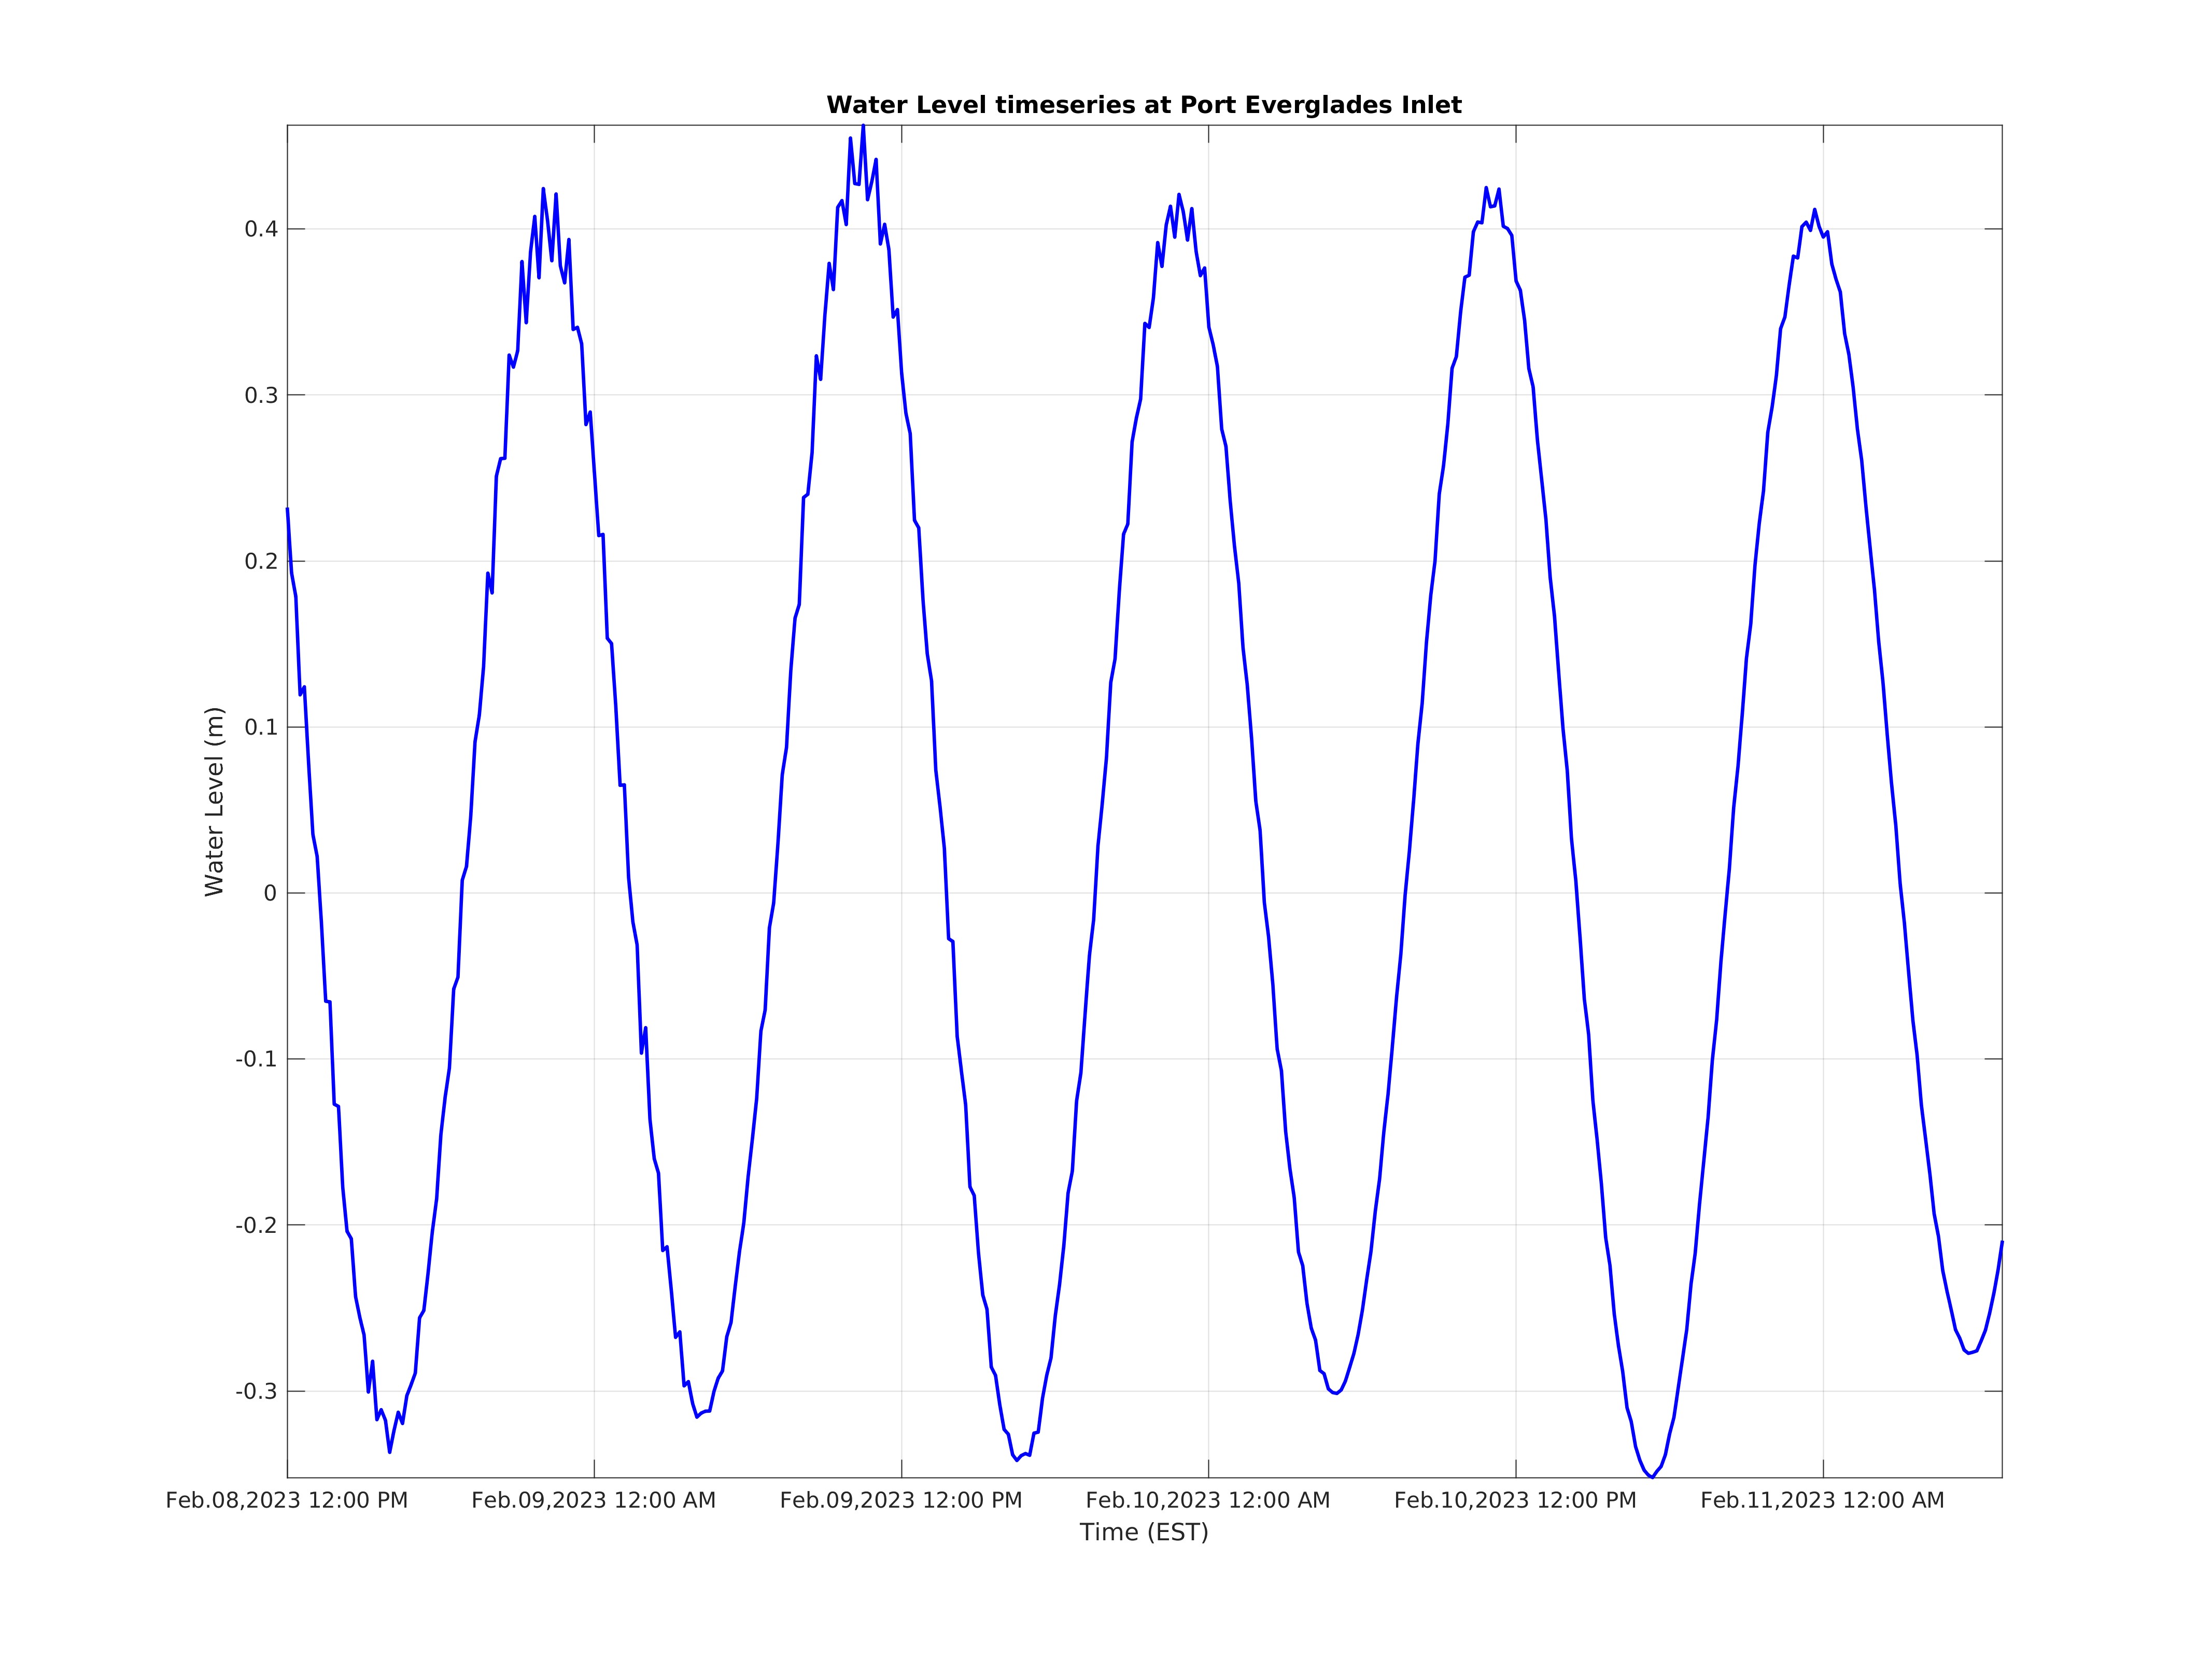 Water Level timeseries at Port Everglades Inlet
0.4
0.3
0.2
0.1
0
-0.1
-0.2
-0.3
Water Level (m)
Feb.08,2023 12:00 PM Feb.09,2023 12:00 AM Feb.09,2023 12:00 PM Feb.10,2023 12:00 AM Feb.10,2023 12:00 PM Feb.11,2023 12:00 AM
Time (EST)